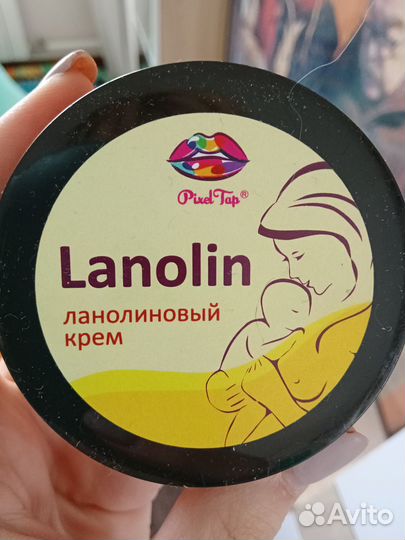 Pixel Tap®
Lanolin
ланолиновый
крем
Avito